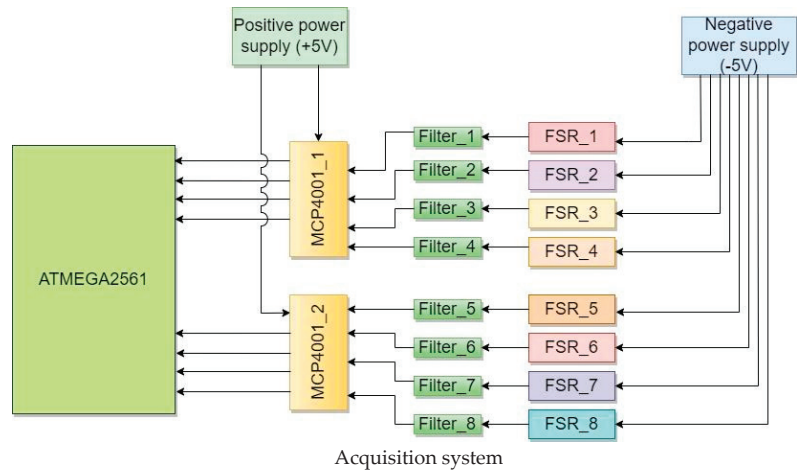 Positive power
supply (+5V)
Negative
power supply
(-5V)
ATMEGA2561
MCP4001_1
Filter_1
FSR_1
Filter_2
FSR_2
Filter_3
FSR_3
Filter_4
FSR_4
MCP4001_2
Filter_5
FSR_5
Filter_6
FSR_6
Filter_7
FSR_7
Filter_8
FSR_8
Acquisition system